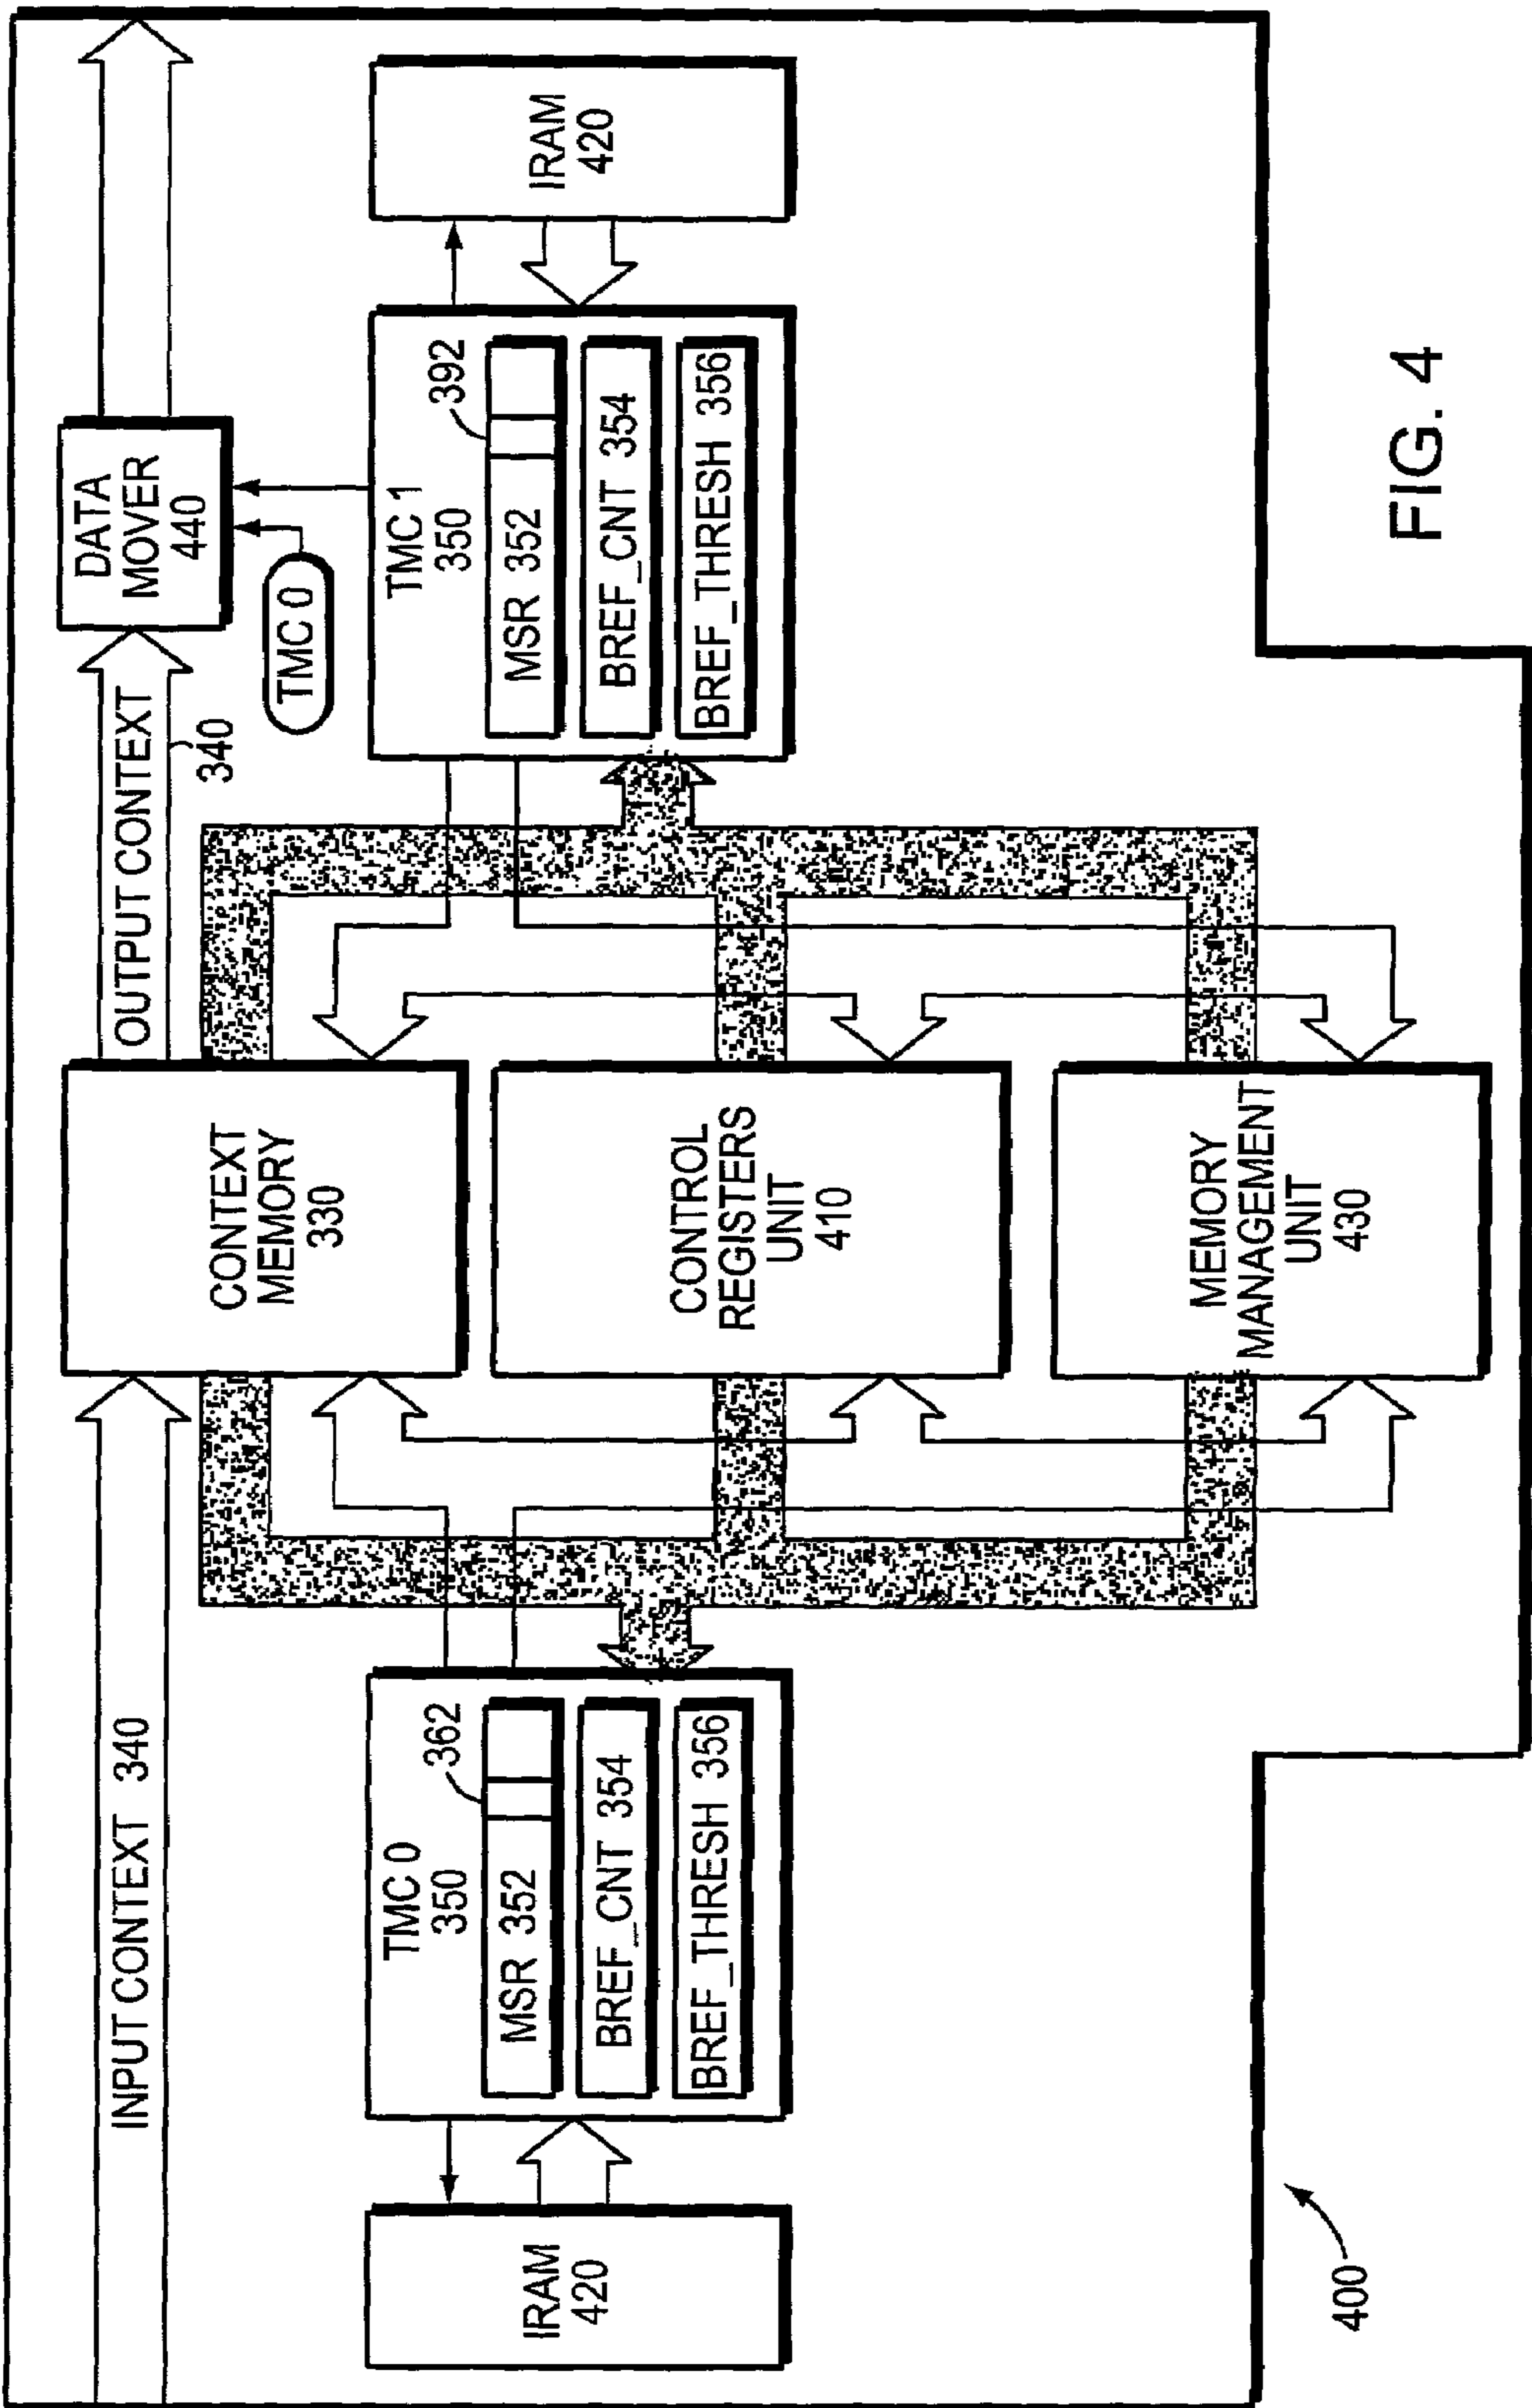 INPUT CONTEXT 340
OUTPUT CONTEXT
340
CONTEXT
MEMORY
330
DATA
MOVER
440
TMC 0
IRAM
420
TMC 0
350
362
MSR 352
BREF_CNT 354
BREF_THRESH 356
CONTROL
REGISTERS
UNIT
410
TMC 1
350
392
MSR 352
BREF_CNT 354
BREF_THRESH 356
IRAM
420
MEMORY
MANAGEMENT
UNIT
430
400
FIG. 4